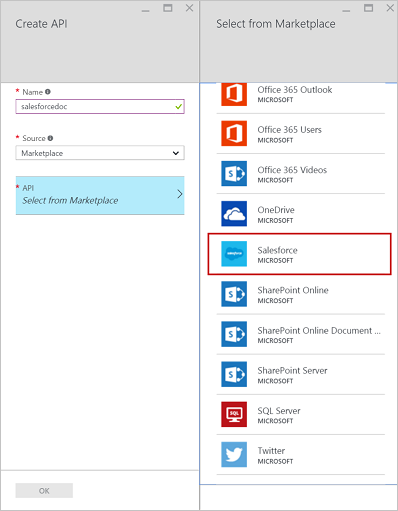 Create API
* Name
salesforcedoc
* Source
Marketplace
* API
Select from Marketplace
OK
Select from Marketplace
Office 365 Outlook
MICROSOFT
Office 365 Users
MICROSOFT
Office 365 Videos
MICROSOFT
OneDrive
MICROSOFT
salesforce
Salesforce
MICROSOFT
SharePoint Online
MICROSOFT
SharePoint Online Document ...
MICROSOFT
SharePoint Server
MICROSOFT
SQL
SQL Server
MICROSOFT
Twitter
MICROSOFT